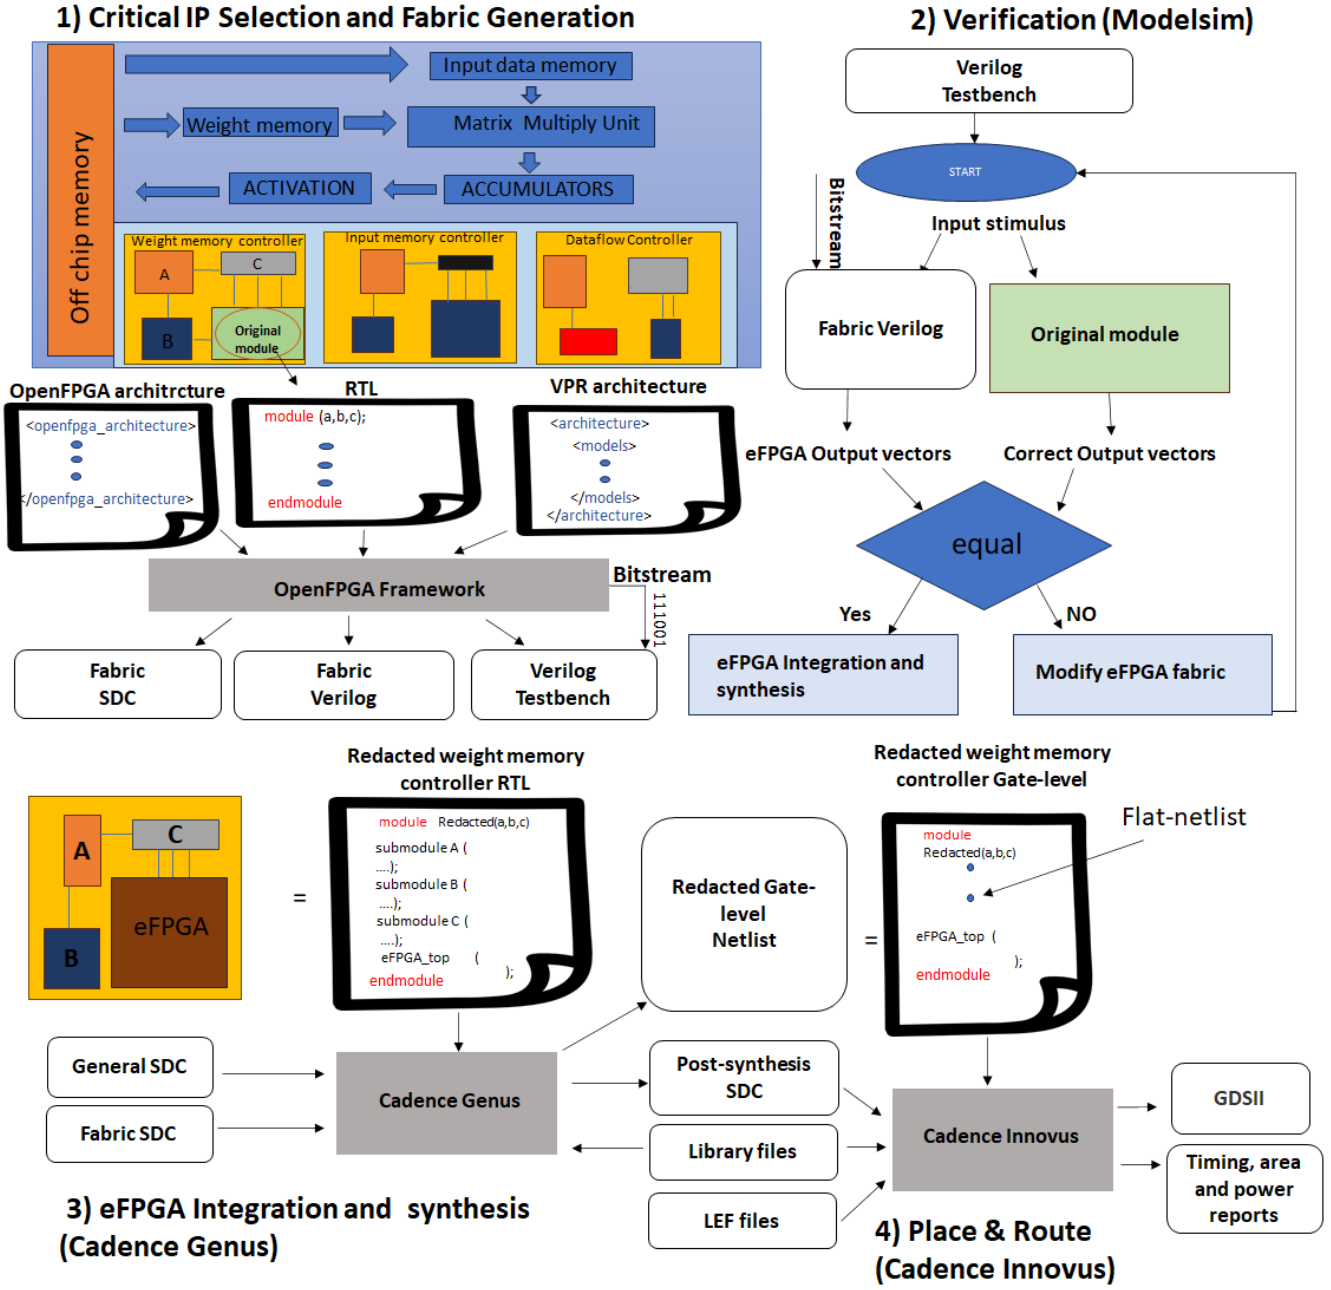 1) Critical IP Selection and Fabric Generation
Off chip memory
Input data memory
Weight memory
Matrix Multiply Unit
ACTIVATION
ACCUMULATORS
Weight memory controller
A
C
B
Original
module
Input memory controller
Dataflow Controller
OpenFPGA architrcture
<openfpga_architecture>
</openfpga_architecture>
RTL
module (a,b,c);
endmodule
VPR architecture
<architecture>
<models>
</models>
</architecture>
OpenFPGA Framework
Bitstream
111001
Fabric
SDC
Fabric
Verilog
Verilog
Testbench
2) Verification (Modelsim)
Verilog
Testbench
START
Bitstream
Input stimulus
Fabric Verilog
Original module
eFPGA Output vectors
Correct Output vectors
equal
Yes
NO
eFPGA Integration and
synthesis
Modify eFPGA fabric
A
C
B
eFPGA
=
Redacted weight memory
controller RTL
module Redacted(a,b,c)
submodule A (
....);
submodule B (
....);
submodule C (
....);
eFPGA_top (
);
endmodule
General SDC
Fabric SDC
Cadence Genus
3) eFPGA Integration and synthesis
(Cadence Genus)
Redacted Gate-
level
Netlist
=
Redacted weight memory
controller Gate-level
module
Redacted(a,b,c)
eFPGA_top (
);
endmodule
Flat-netlist
Post-synthesis
SDC
Library files
LEF files
Cadence Innovus
GDSII
Timing, area
and power
reports
4) Place & Route
(Cadence Innovus)